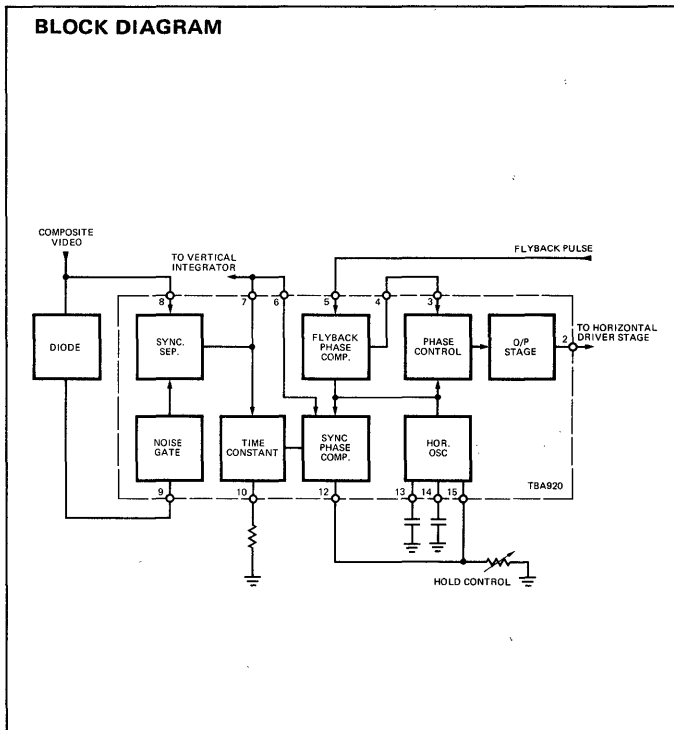 BLOCK DIAGRAM
COMPOSITE
VIDEO
TO VERTICAL
INTEGRATOR
FLYBACK PULSE
8
7
6
5
4
3
DIODE
SYNC.
SEP.
FLYBACK
PHASE
COMP.
PHASE
CONTROL
O/P
STAGE
2
TO HORIZONTAL
DRIVER STAGE
NOISE
GATE
TIME
CONSTANT
SYNC
PHASE
COMP.
HOR.
OSC
TBA920
9
10
12
13
14
15
HOLD CONTROL